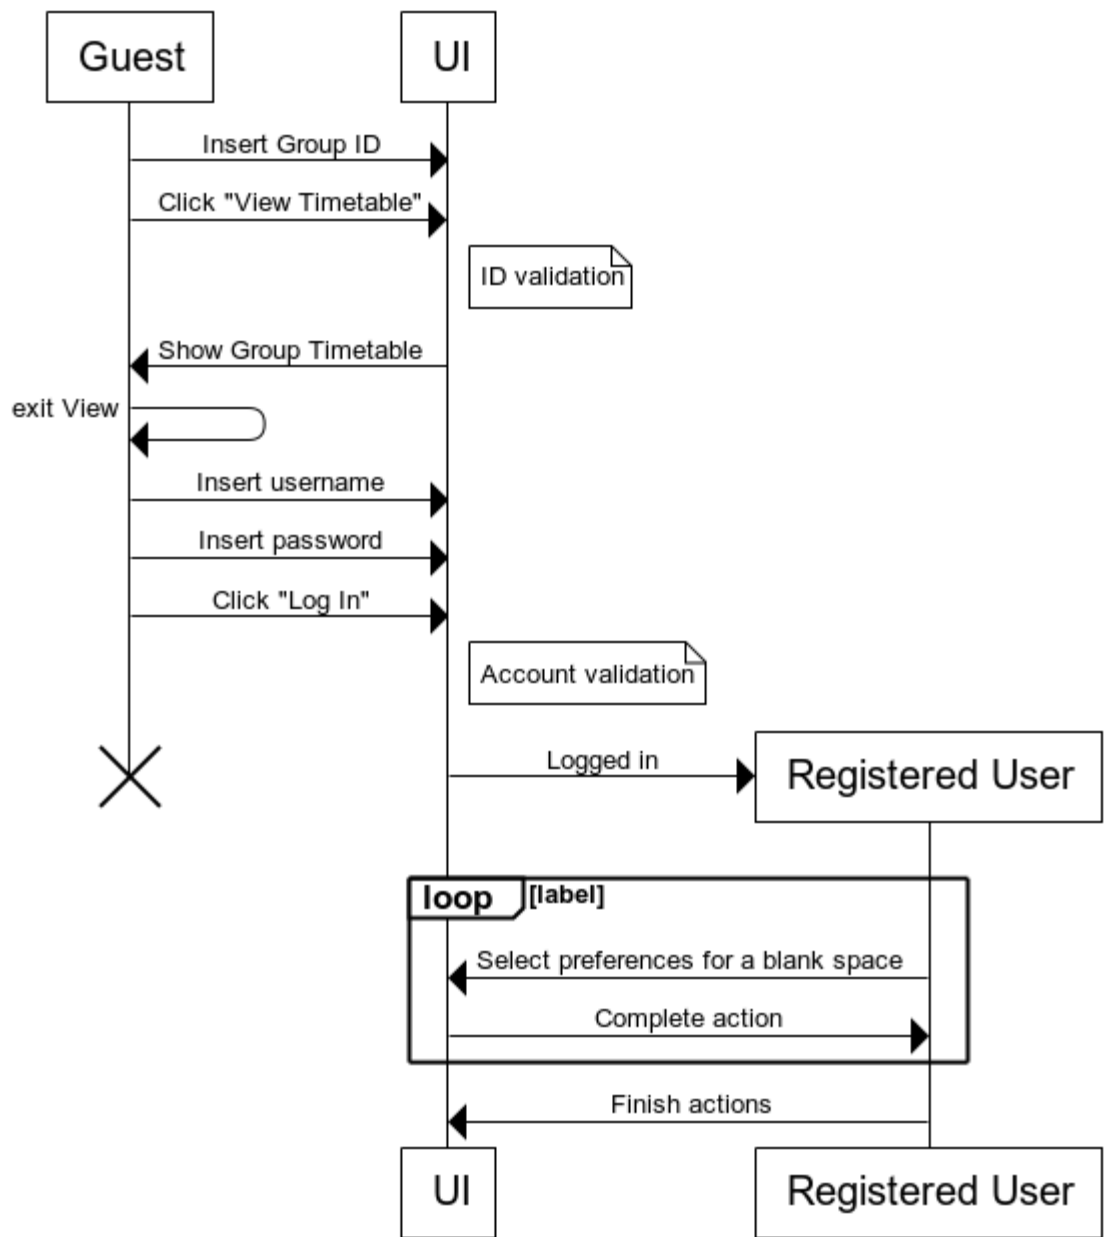 Guest
UI
Insert Group ID
Click "View Timetable"
ID validation
Show Group Timetable
exit View
Insert username
Insert password
Click "Log In"
Account validation
Logged in
Registered User
loop [label]
Select preferences for a blank space
Complete action
Finish actions
UI
Registered User